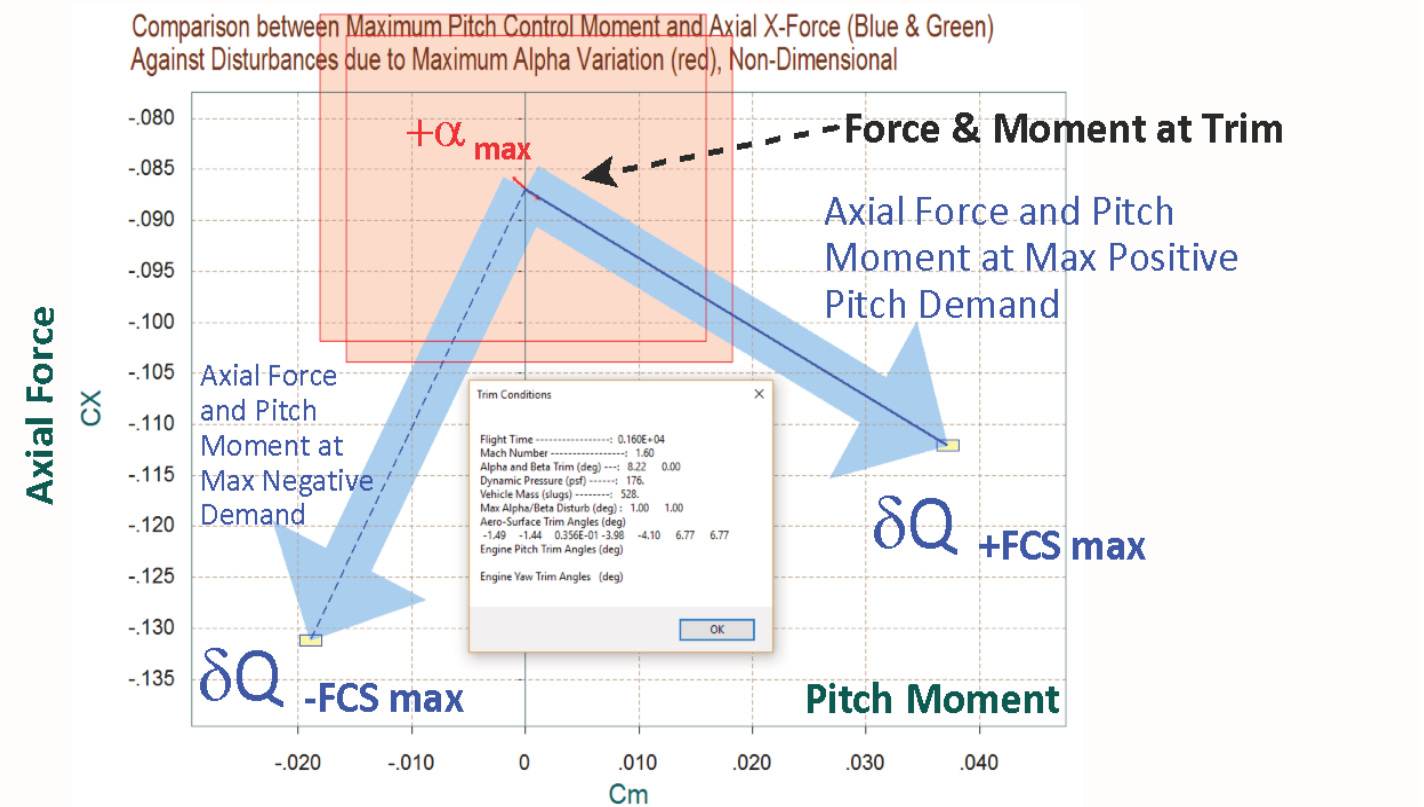 Comparison between Maximum Pitch Control Moment and Axial X-Force (Blue & Green)
Against Disturbances due to Maximum Alpha Variation (red), Non-Dimensional
+α max
Force & Moment at Trim
Axial Force and Pitch
Moment at Max Positive
Pitch Demand
Axial Force
and Pitch
Moment at
Max Negative
Demand
Axial Force
CX
-.080
-.085
-.090
-.095
-.100
-.105
-.110
-.115
-.120
-.125
-.130
-.135
Trim Conditions
Flight Time -----------------: 0.160E+04
Mach Number -----------------: 1.60
Alpha and Beta Trim (deg) ---: 8.22 0.00
Dynamic Pressure (psf) ------: 176.
Vehicle Mass (slugs) --------: 528.
Max Alpha/Beta Disturb (deg) : 1.00 1.00
Aero-Surface Trim Angles (deg)
-1.49 -1.44 0.356E-01 -3.98 -4.10 6.77 6.77
Engine Pitch Trim Angles (deg)
Engine Yaw Trim Angles (deg)
OK
δQ +FCS max
δQ -FCS max
Pitch Moment
-.020 -.010 0 .010 .020 .030 .040
Cm